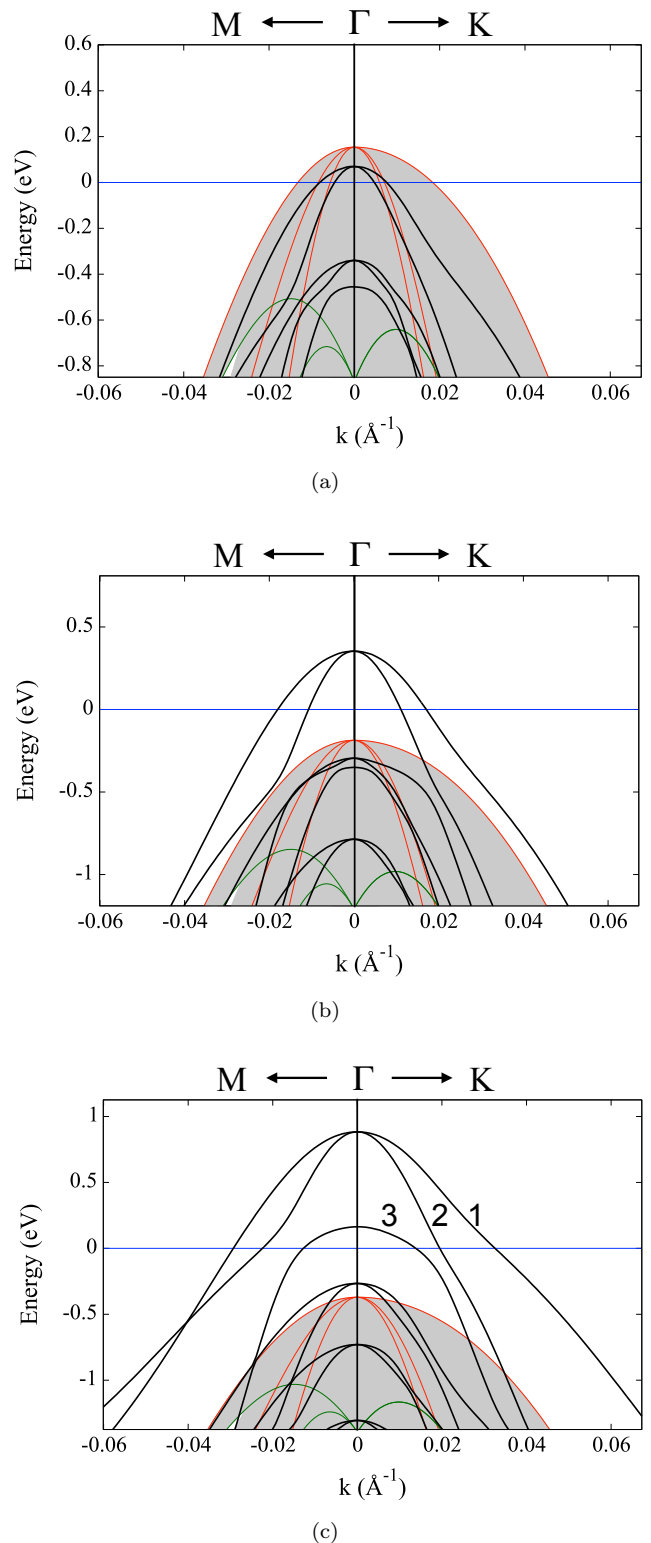 M ← Γ → K
0.6
0.4
0.2
0
-0.2
-0.4
-0.6
-0.8
Energy (eV)
-0.06 -0.04 -0.02 0 0.02 0.04 0.06
k (Å⁻¹)
(a)
M ← Γ → K
0.5
0
-0.5
-1
Energy (eV)
-0.06 -0.04 -0.02 0 0.02 0.04 0.06
k (Å⁻¹)
(b)
M ← Γ → K
1
0.5
0
-0.5
-1
Energy (eV)
3 2 1
-0.06 -0.04 -0.02 0 0.02 0.04 0.06
k (Å⁻¹)
(c)